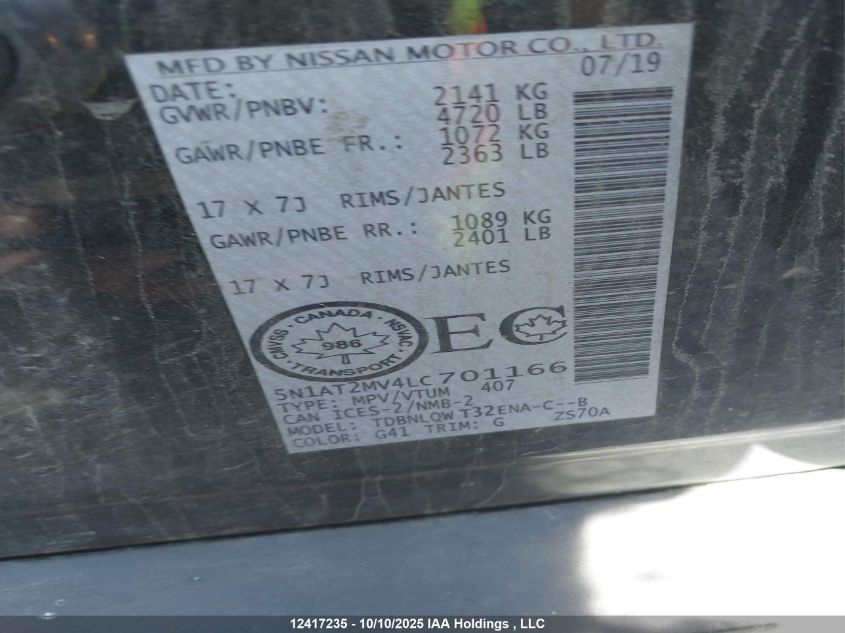 MFD BY NISSAN MOTOR CO., LTD.
DATE: 07/19
GVWR/PNBV: 2141 KG
4720 LB
GAWR/PNBE FR.: 1072 KG
2363 LB
17 X 7J RIMS/JANTES
GAWR/PNBE RR.: 1089 KG
2401 LB
17 X 7J RIMS/JANTES
CANADA · NSVAC · TRANSPORT · CMVSS ·
986
EC
5N1AT2MV4LC701166
TYPE: MPV/VTUM 407
CAN ICES-2/NMB-2
MODEL: TDBNLQW T32ENA-C--B
COLOR: G41 TRIM: G ZS70A
12417235 - 10/10/2025 IAA Holdings , LLC